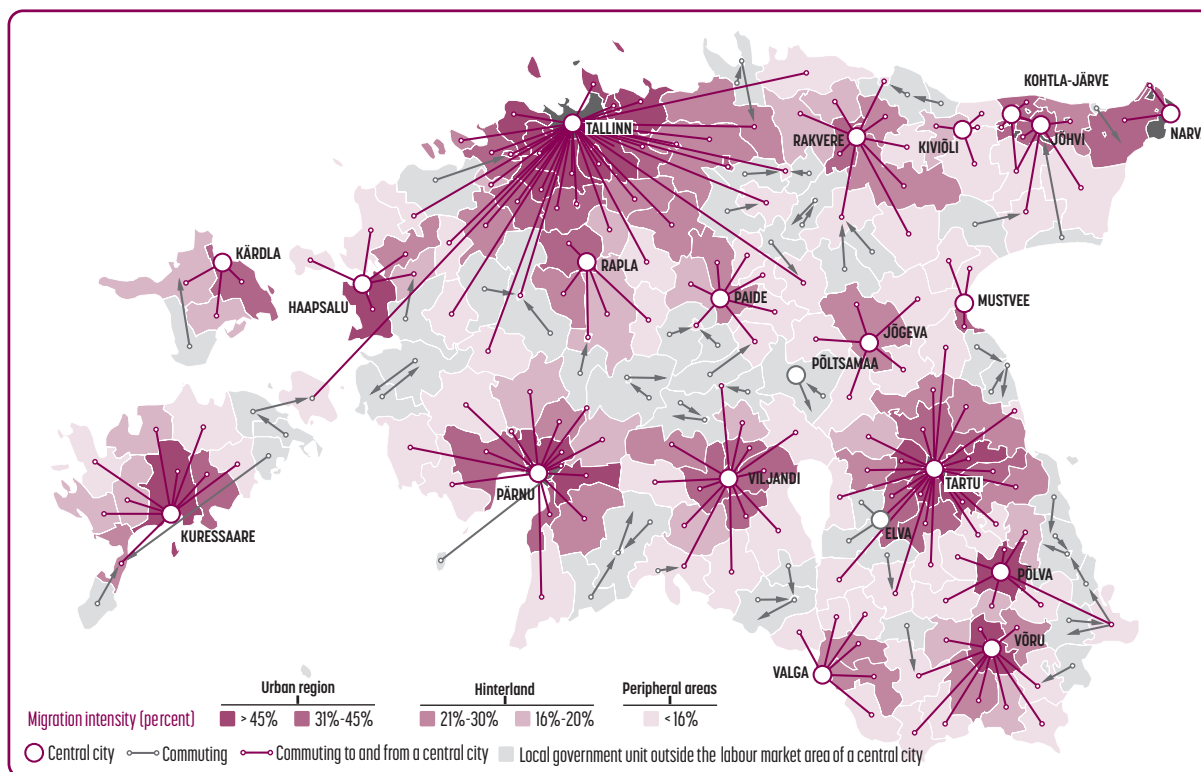 KOHTLA-JÄRVE
TALLINN
RAKVERE
KIVIÕLI
JÕHVI
NARV
KÄRDLA
RAPLA
HAAPSALU
PAIDE
MUSTVEE
JÕGEVA
PÕLTSAMAA
PÄRNU
VILJANDI
TARTU
KURESSAARE
ELVA
PÕLVA
VÕRU
VALGA
Urban region Hinterland Peripheral areas
Migration intensity (percent) > 45% 31%-45% 21%-30% 16%-20% <16%
Central city Commuting Commuting to and from a central city Local government unit outside the labour market area of a central city